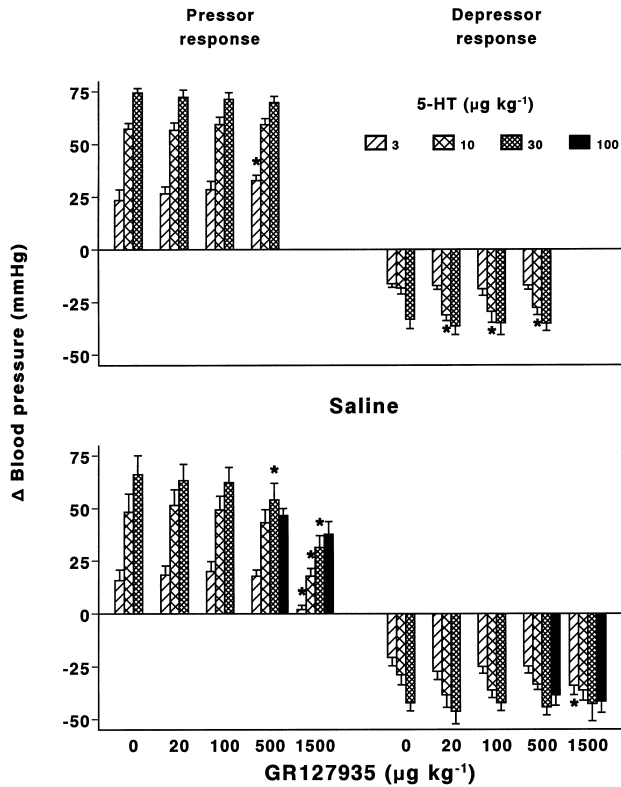 Pressor
response
Depressor
response
5-HT (µg kg⁻¹)
3 10 30 100
75
50
25
0
-25
-50
*
* * *
Δ Blood pressure (mmHg)
Saline
75
50
25
0
-25
-50
*
* * *
*
0 20 100 500 1500 0 20 100 500 1500
GR127935 (µg kg⁻¹)